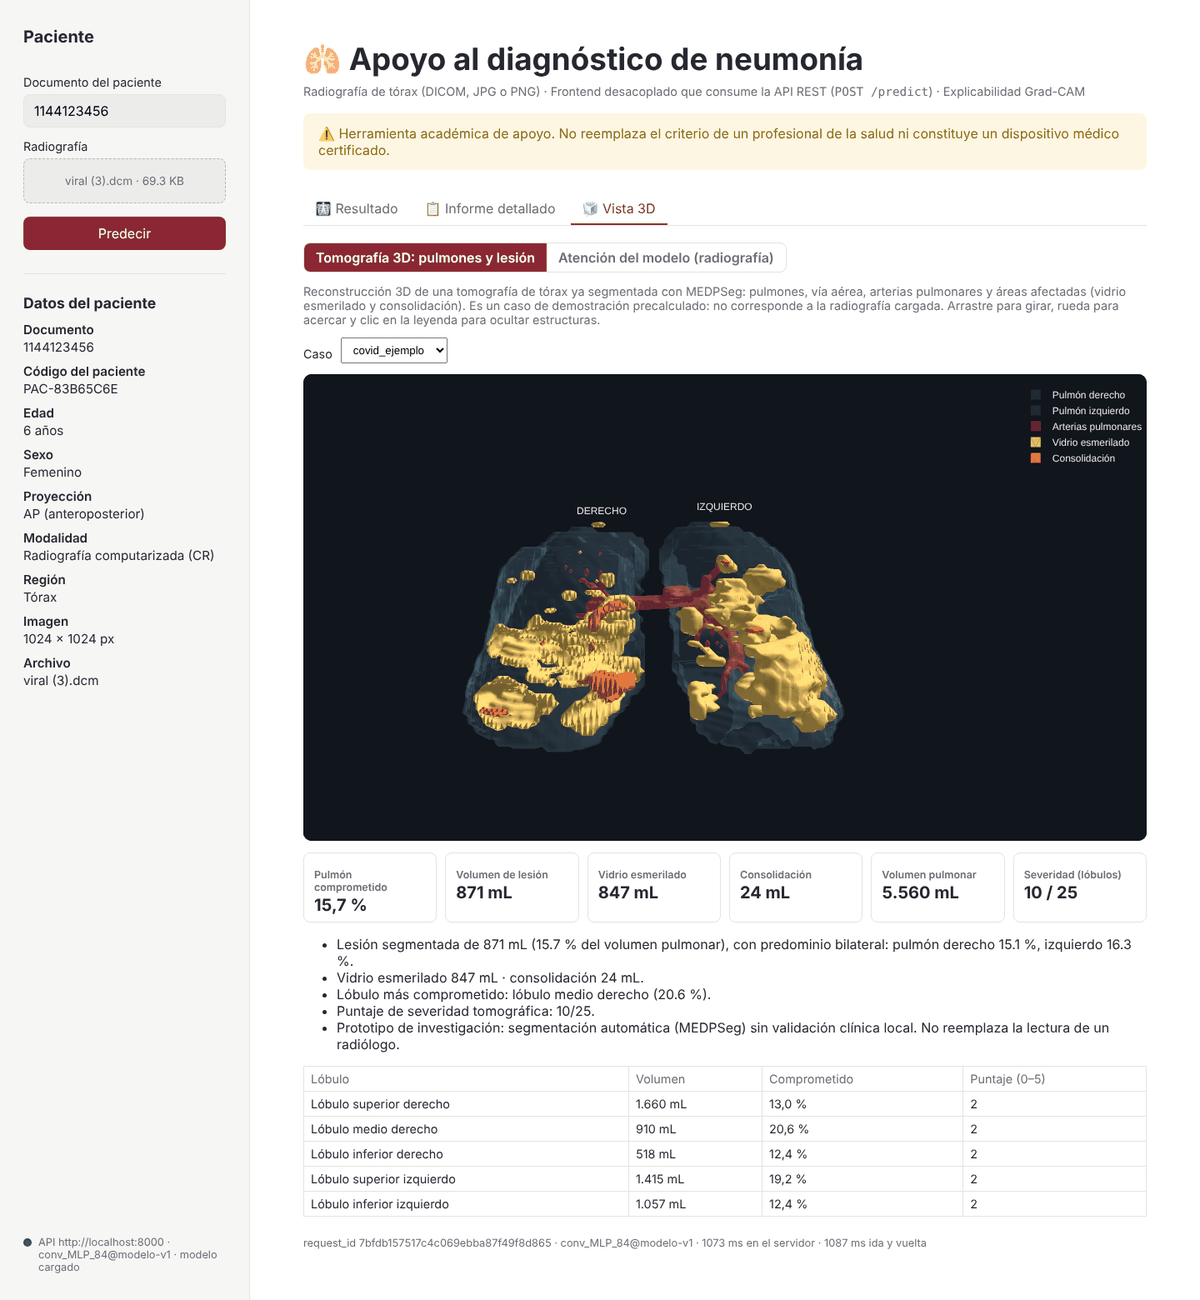 Paciente
Documento del paciente
1144123456
Radiografía
viral (3).dcm · 69.3 KB
Predecir
Datos del paciente
Documento
1144123456
Código del paciente
PAC-83B65C6E
Edad
6 años
Sexo
Femenino
Proyección
AP (anteroposterior)
Modalidad
Radiografía computarizada (CR)
Región
Tórax
Imagen
1024 × 1024 px
Archivo
viral (3).dcm
API http://localhost:8000 ·
conv_MLP_84@modelo-v1 · modelo
cargado
🫁 Apoyo al diagnóstico de neumonía
Radiografía de tórax (DICOM, JPG o PNG) · Frontend desacoplado que consume la API REST (POST /predict) · Explicabilidad Grad-CAM
⚠️ Herramienta académica de apoyo. No reemplaza el criterio de un profesional de la salud ni constituye un dispositivo médico
certificado.
🩻 Resultado 📋 Informe detallado 🧊 Vista 3D
Tomografía 3D: pulmones y lesión Atención del modelo (radiografía)
Reconstrucción 3D de una tomografía de tórax ya segmentada con MEDPSeg: pulmones, vía aérea, arterias pulmonares y áreas afectadas (vidrio
esmerilado y consolidación). Es un caso de demostración precalculado: no corresponde a la radiografía cargada. Arrastre para girar, rueda para
acercar y clic en la leyenda para ocultar estructuras.
Caso covid_ejemplo
Pulmón derecho
Pulmón izquierdo
Arterias pulmonares
Vidrio esmerilado
Consolidación
DERECHO IZQUIERDO
Pulmón
comprometido
15,7 %
Volumen de lesión
871 mL
Vidrio esmerilado
847 mL
Consolidación
24 mL
Volumen pulmonar
5.560 mL
Severidad (lóbulos)
10 / 25
• Lesión segmentada de 871 mL (15.7 % del volumen pulmonar), con predominio bilateral: pulmón derecho 15.1 %, izquierdo 16.3
%.
• Vidrio esmerilado 847 mL · consolidación 24 mL.
• Lóbulo más comprometido: lóbulo medio derecho (20.6 %).
• Puntaje de severidad tomográfica: 10/25.
• Prototipo de investigación: segmentación automática (MEDPSeg) sin validación clínica local. No reemplaza la lectura de un
radiólogo.
Lóbulo Volumen Comprometido Puntaje (0–5)
Lóbulo superior derecho 1.660 mL 13,0 % 2
Lóbulo medio derecho 910 mL 20,6 % 2
Lóbulo inferior derecho 518 mL 12,4 % 2
Lóbulo superior izquierdo 1.415 mL 19,2 % 2
Lóbulo inferior izquierdo 1.057 mL 12,4 % 2
request_id 7bfdb157517c4c069ebba87f49f8d865 · conv_MLP_84@modelo-v1 · 1073 ms en el servidor · 1087 ms ida y vuelta